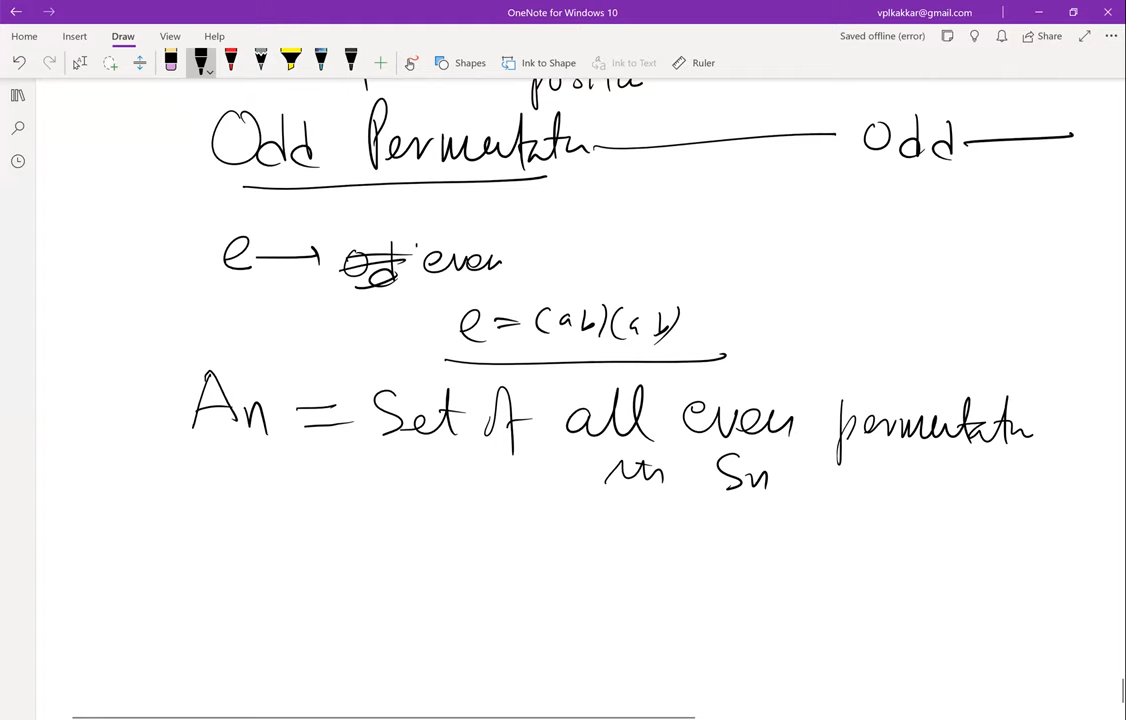 OneNote for Windows 10
vplkakkar@gmail.com
Home Insert Draw View Help
Saved offline (error) Share
Shapes Ink to Shape Ink to Text Ruler
Odd Permutatn Odd
e → even
e = (ab)(ab)
An = Set of all even permutatn
in Sn